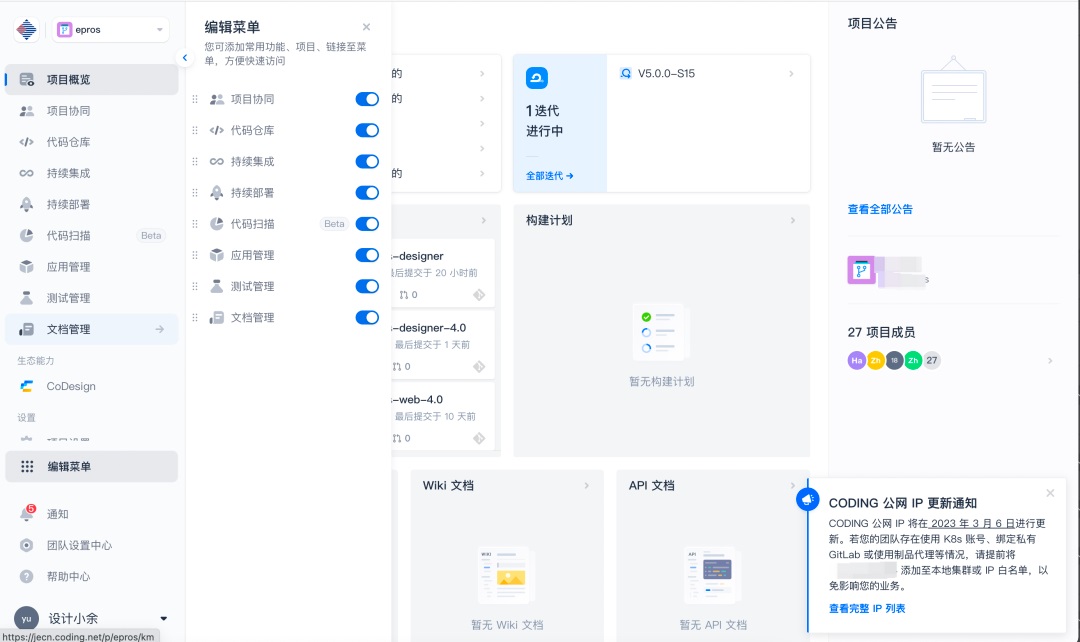 epros
项目概览
项目协同
代码仓库
持续集成
持续部署
代码扫描
Beta
应用管理
测试管理
文档管理
生态能力
CoDesign
设置
编辑菜单
5
通知
团队设置中心
帮助中心
yu
设计小余
https://jecn.coding.net/p/epros/km
编辑菜单
您可添加常用功能、项目、链接至菜
单，方便快速访问
项目协同
代码仓库
持续集成
持续部署
代码扫描
Beta
应用管理
测试管理
文档管理
的
的
的
1 迭代
进行中
全部迭代
V5.0.0-S15
s-designer
最后提交于 20 小时前
0
s-designer-4.0
最后提交于 1 天前
0
s-web-4.0
最后提交于 10 天前
0
构建计划
暂无构建计划
Wiki 文档
WIKI
暂无 Wiki 文档
API 文档
API
暂无 API 文档
项目公告
暂无公告
查看全部公告
s
27 项目成员
Ha
Zh
18
Zh
27
CODING 公网 IP 更新通知
CODING 公网 IP 将在 2023 年 3 月 6 日进行更
新。若您的团队存在使用 K8s 账号、绑定私有
GitLab 或使用制品代理等情况，请提前将
添加至本地集群或 IP 白名单，以
免影响您的业务。
查看完整 IP 列表